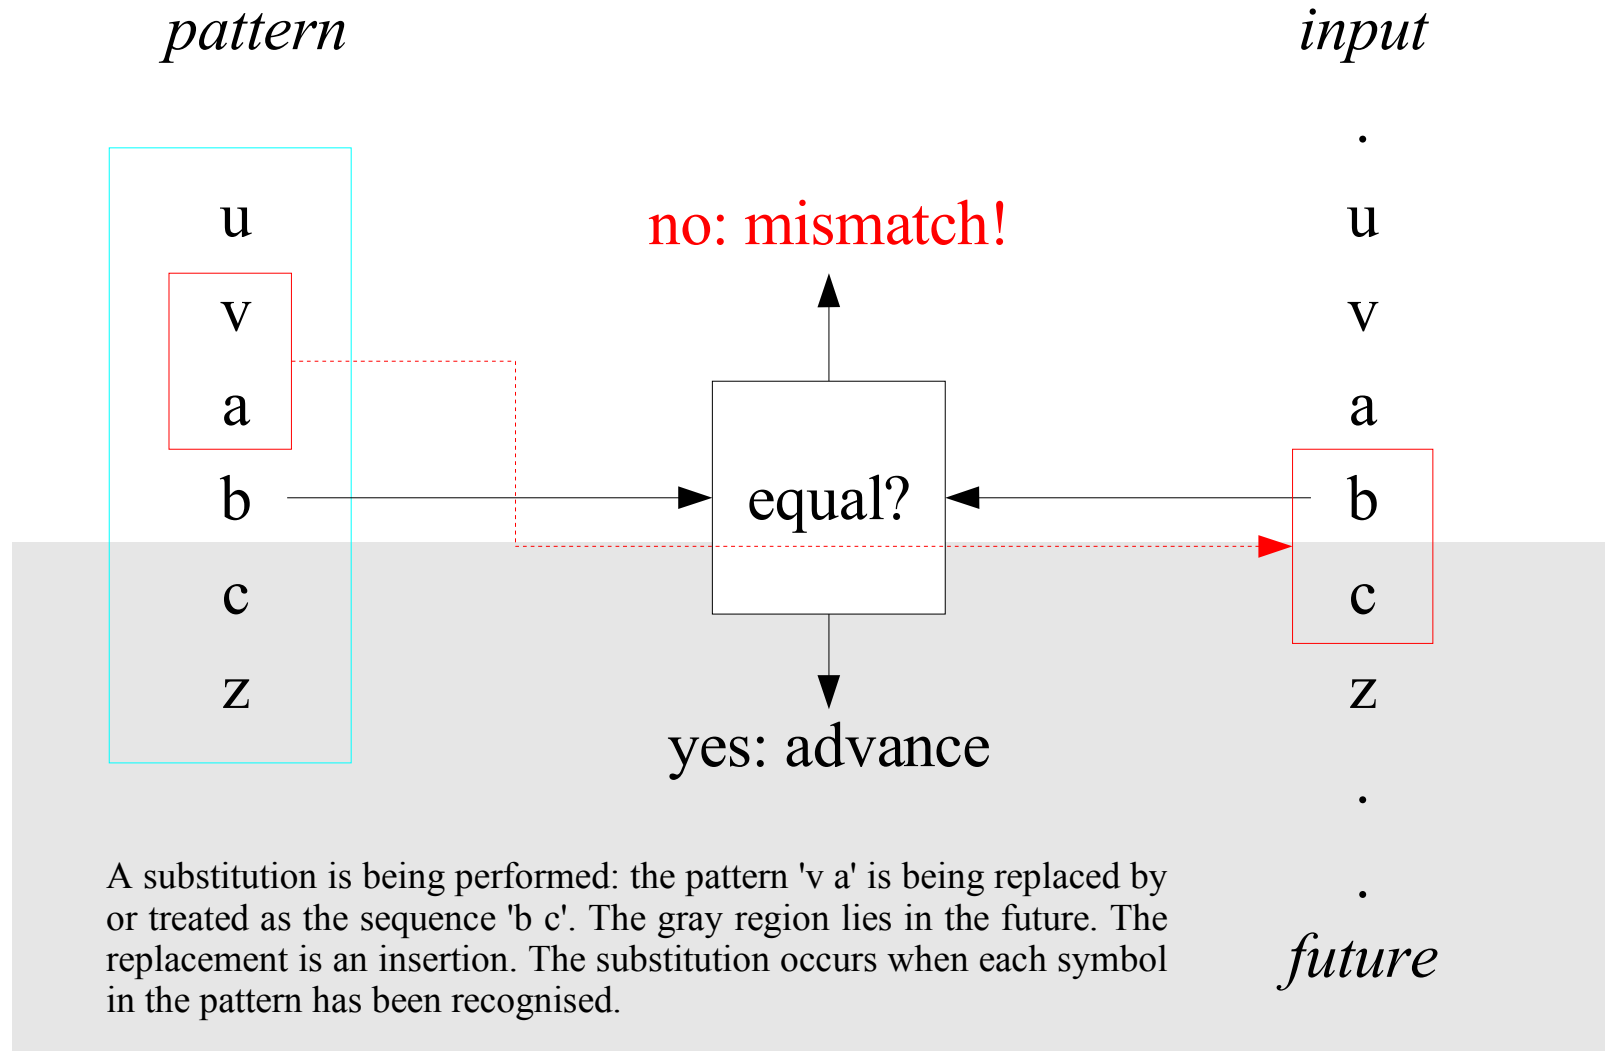 pattern
input
.
u
u
no: mismatch!
v
v
a
a
b
equal?
b
c
c
z
z
yes: advance
.
A substitution is being performed: the pattern 'v a' is being replaced by
or treated as the sequence 'b c'. The gray region lies in the future. The
replacement is an insertion. The substitution occurs when each symbol
in the pattern has been recognised.
.
future